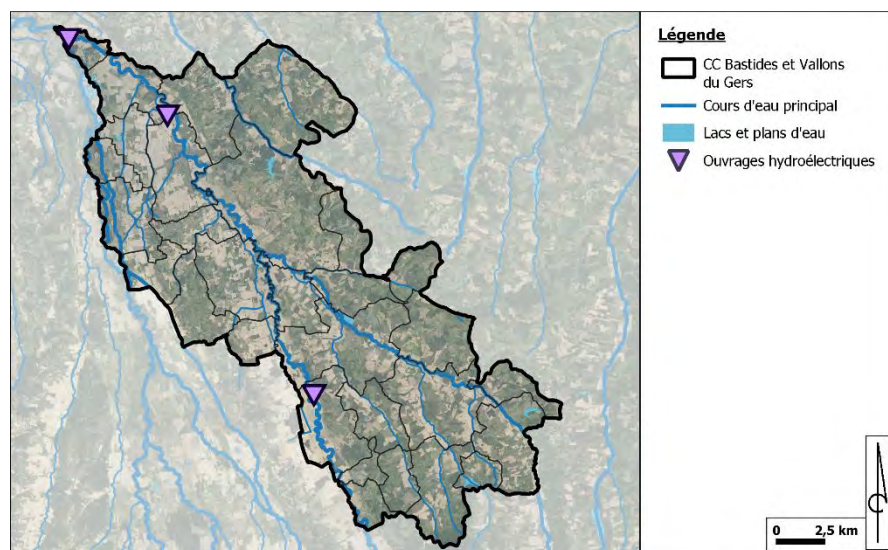 Légende
CC Bastides et Vallons
du Gers
Cours d'eau principal
Lacs et plans d'eau
Ouvrages hydroélectriques
0 2,5 km